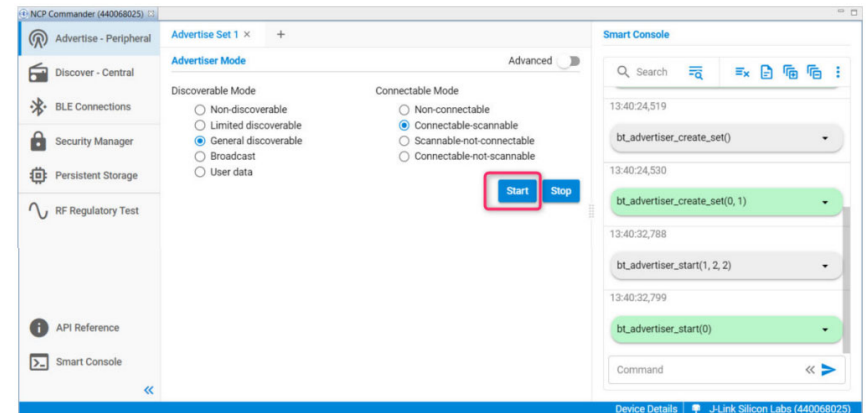 NCP Commander (440068025)
Advertise - Peripheral
Discover - Central
BLE Connections
Security Manager
Persistent Storage
RF Regulatory Test
API Reference
Smart Console
Advertise Set 1
Advertiser Mode
Advanced
Discoverable Mode
Non-discoverable
Limited discoverable
General discoverable
Broadcast
User data
Connectable Mode
Non-connectable
Connectable-scannable
Scannable-not-connectable
Connectable-not-scannable
Start
Stop
Smart Console
Search
13:40:24,519
bt_advertiser_create_set()
13:40:24,530
bt_advertiser_create_set(0, 1)
13:40:32,788
bt_advertiser_start(1, 2, 2)
13:40:32,799
bt_advertiser_start(0)
Command
Device Details
J-Link Silicon Labs (440068025)